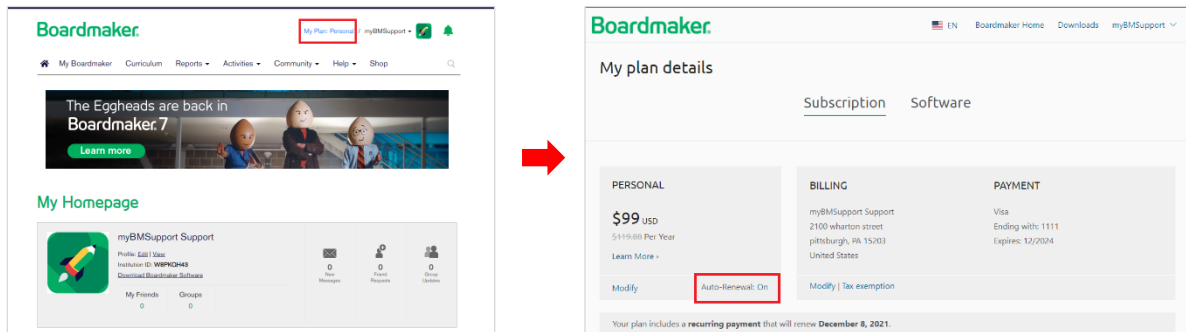 Boardmaker.
My Plan: Personal / myBMSupport
My Boardmaker Curriculum Reports Activities Community Help Shop
The Eggheads are back in
Boardmaker. 7
Learn more
My Homepage
myBMSupport Support
Profile: Edit | View
Institution ID: W8PKQH43
Download Boardmaker Software
My Friends Groups
0 0
0 0 0
New Friend Group
Messages Requests Updates
Boardmaker.
EN Boardmaker Home Downloads myBMSupport
My plan details
Subscription Software
PERSONAL
$99 USD
$119.88 Per Year
Learn More ›
Modify Auto-Renewal: On
BILLING
myBMSupport Support
2100 wharton street
pittsburgh, PA 15203
United States
Modify | Tax exemption
PAYMENT
Visa
Ending with: 1111
Expires: 12/2024
Your plan includes a recurring payment that will renew December 8, 2021.